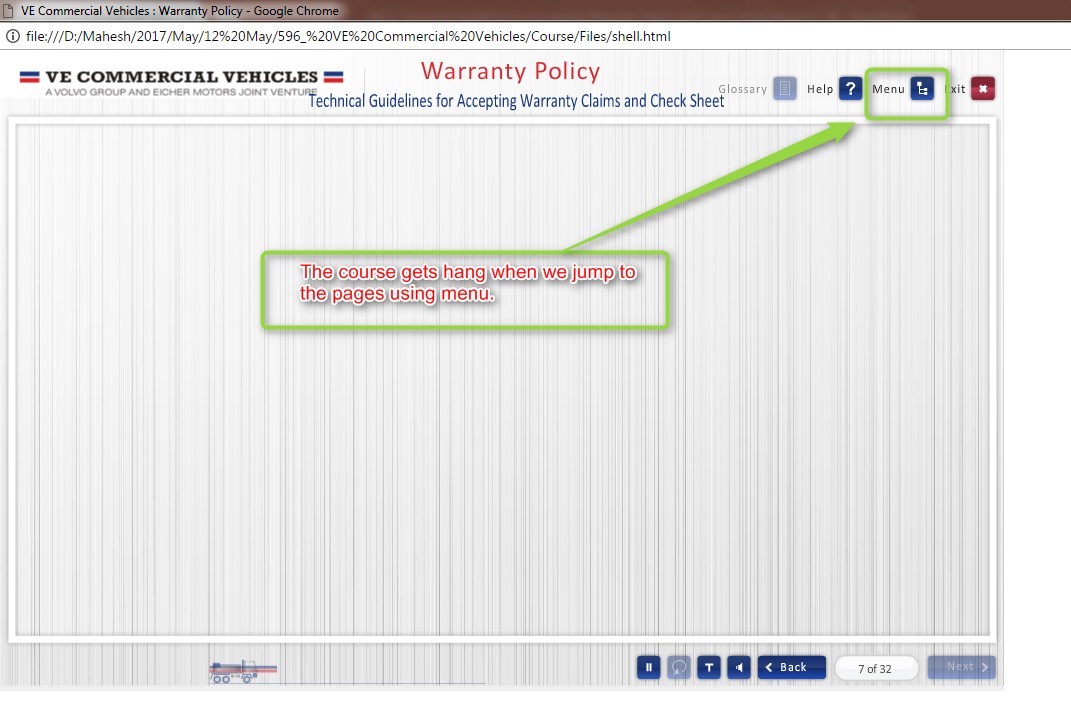 VE Commercial Vehicles : Warranty Policy - Google Chrome
file:///D:/Mahesh/2017/May/12%20May/596_%20VE%20Commercial%20Vehicles/Course/Files/shell.html
VE COMMERCIAL VEHICLES
A VOLVO GROUP AND EICHER MOTORS JOINT VENTURE
Warranty Policy
Technical Guidelines for Accepting Warranty Claims and Check Sheet
Glossary Help ? Menu xit
The course gets hang when we jump to
the pages using menu.
T Back 7 of 32 Next